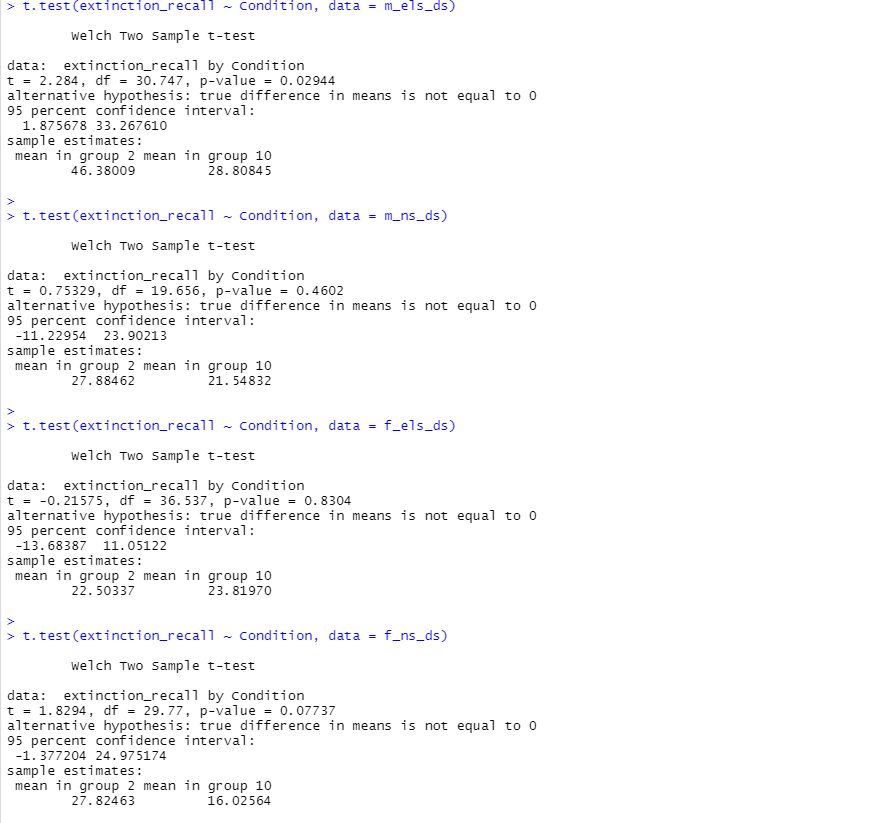 > t.test(extinction_recall ~ Condition, data = m_els_ds)
Welch Two Sample t-test
data:  extinction_recall by Condition
t = 2.284, df = 30.747, p-value = 0.02944
alternative hypothesis: true difference in means is not equal to 0
95 percent confidence interval:
  1.875678 33.267610
sample estimates:
 mean in group 2 mean in group 10
        46.38009         28.80845
>
> t.test(extinction_recall ~ Condition, data = m_ns_ds)
Welch Two Sample t-test
data:  extinction_recall by Condition
t = 0.75329, df = 19.656, p-value = 0.4602
alternative hypothesis: true difference in means is not equal to 0
95 percent confidence interval:
 -11.22954  23.90213
sample estimates:
 mean in group 2 mean in group 10
        27.88462         21.54832
>
> t.test(extinction_recall ~ Condition, data = f_els_ds)
Welch Two Sample t-test
data:  extinction_recall by Condition
t = -0.21575, df = 36.537, p-value = 0.8304
alternative hypothesis: true difference in means is not equal to 0
95 percent confidence interval:
 -13.68387  11.05122
sample estimates:
 mean in group 2 mean in group 10
        22.50337         23.81970
>
> t.test(extinction_recall ~ Condition, data = f_ns_ds)
Welch Two Sample t-test
data:  extinction_recall by Condition
t = 1.8294, df = 29.77, p-value = 0.07737
alternative hypothesis: true difference in means is not equal to 0
95 percent confidence interval:
 -1.377204 24.975174
sample estimates:
 mean in group 2 mean in group 10
        27.82463         16.02564